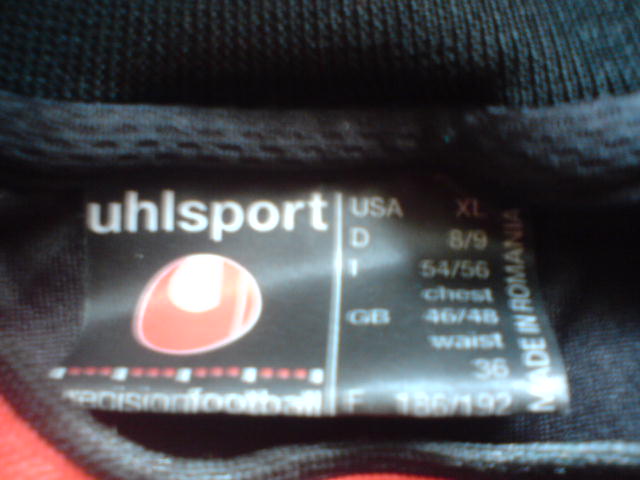 uhlsport
USA XL
D 8/9
I 54/56
chest
GB 46/48
waist
36
F 186/192
precisionfootball
MADE IN ROMANIA